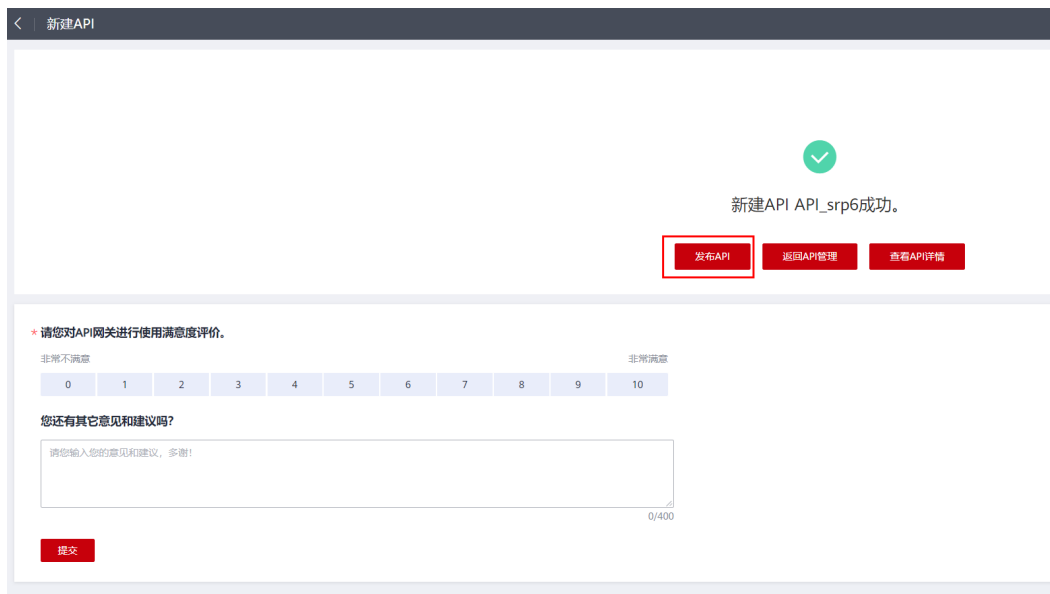 新建API
新建API API_srp6成功。
发布API 返回API管理 查看API详情
* 请您对API网关进行使用满意度评价。
非常不满意 非常满意
0 1 2 3 4 5 6 7 8 9 10
您还有其它意见和建议吗?
请您输入您的意见和建议，多谢!
0/400
提交